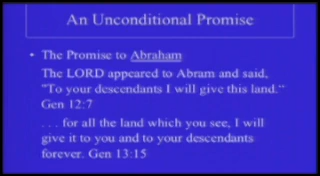 An Unconditional Promise
• The Promise to Abraham
The LORD appeared to Abram and said,
"To your descendants I will give this land."
Gen 12:7
. . . for all the land which you see, I will
give it to you and to your descendants
forever. Gen 13:15